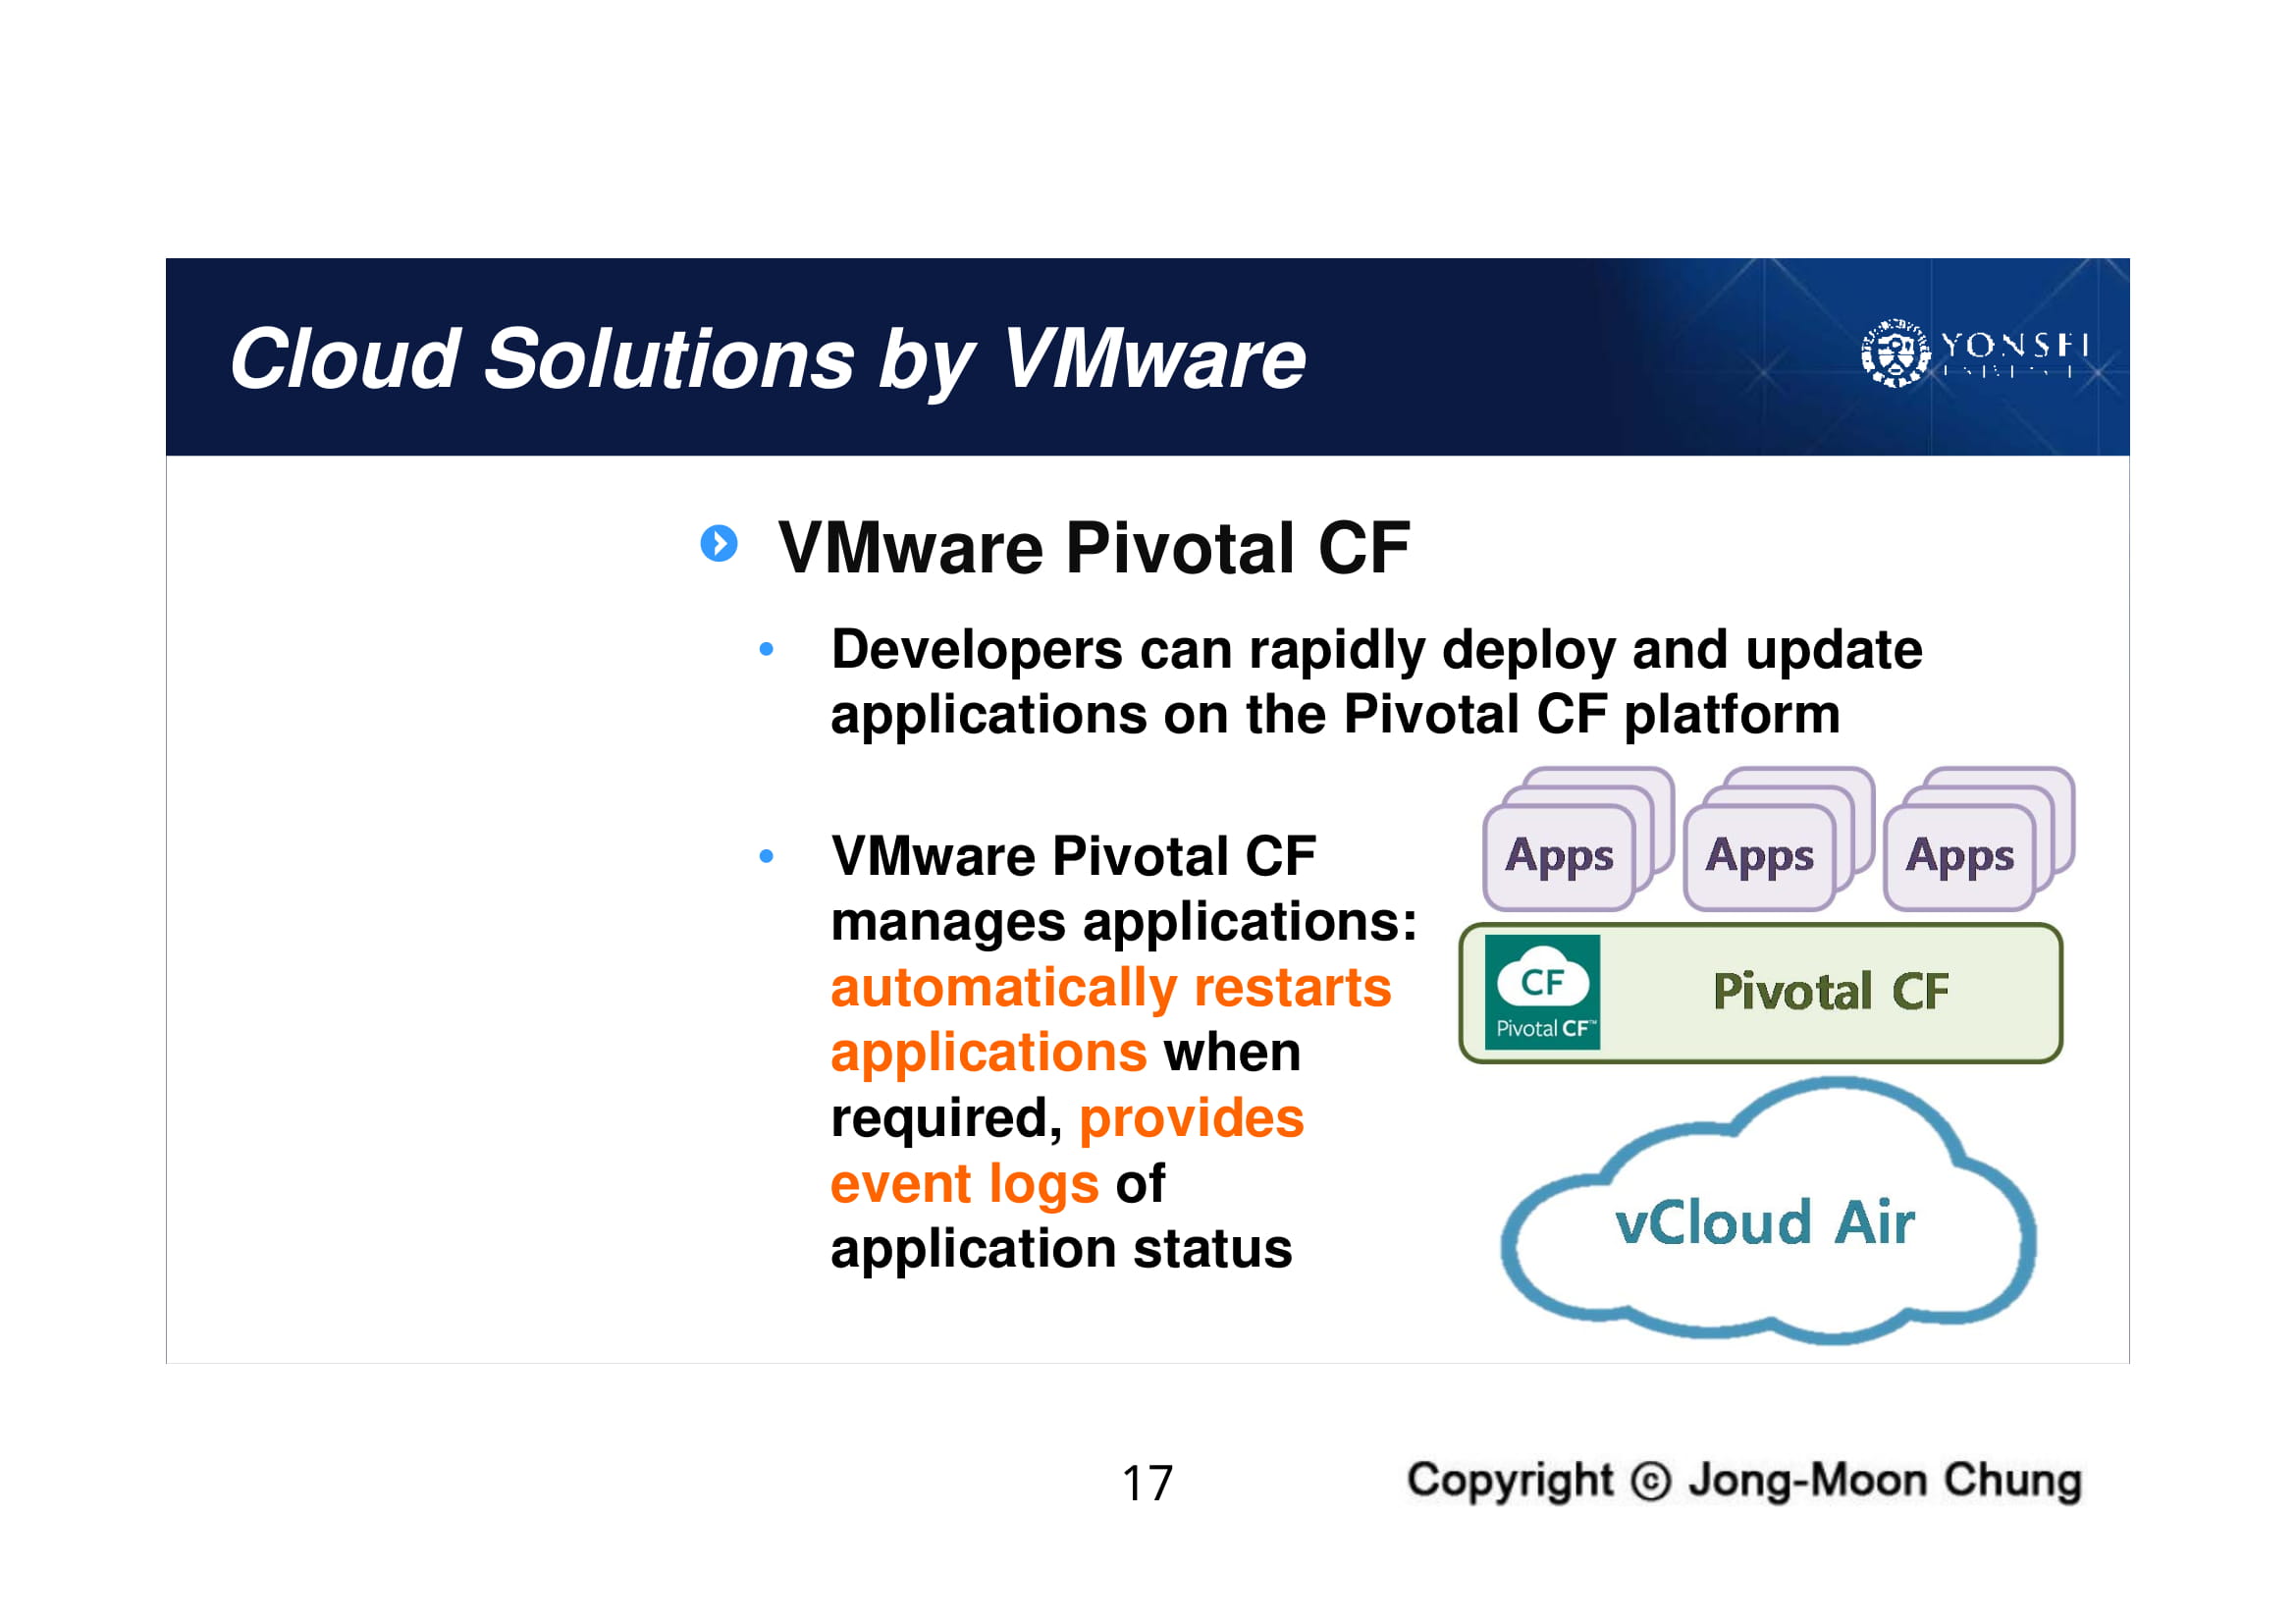 Cloud Solutions by VMware
YONSEI
VMware Pivotal CF
Developers can rapidly deploy and update
applications on the Pivotal CF platform
VMware Pivotal CF
manages applications:
automatically restarts
applications when
required, provides
event logs of
application status
Apps Apps Apps
CF
Pivotal CF™
Pivotal CF
vCloud Air
17
Copyright ⓒ Jong-Moon Chung